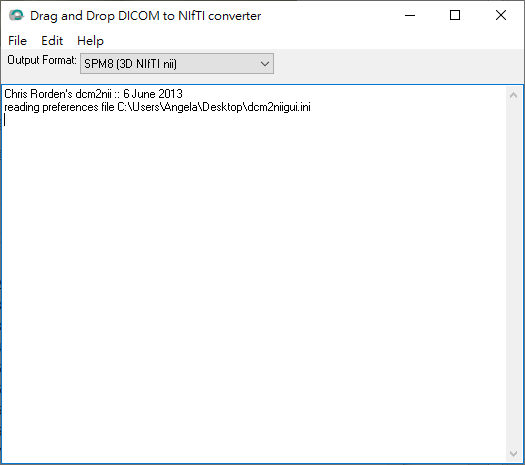 Drag and Drop DICOM to NIfTI converter
File Edit Help
Output Format: SPM8 (3D NIfTI nii)
Chris Rorden's dcm2nii :: 6 June 2013
reading preferences file C:\Users\Angela\Desktop\dcm2niigui.ini